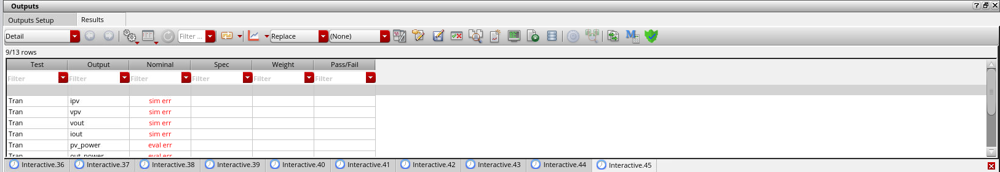 Outputs
Outputs Setup Results
Detail Filter ... Replace (None)
9/13 rows
Test Output Nominal Spec Weight Pass/Fail
Filter Filter Filter Filter Filter Filter
Tran ipv sim err
Tran vpv sim err
Tran vout sim err
Tran iout sim err
Tran pv_power eval err
Tran out_power eval err
Interactive.36 Interactive.37 Interactive.38 Interactive.39 Interactive.40 Interactive.41 Interactive.42 Interactive.43 Interactive.44 Interactive.45